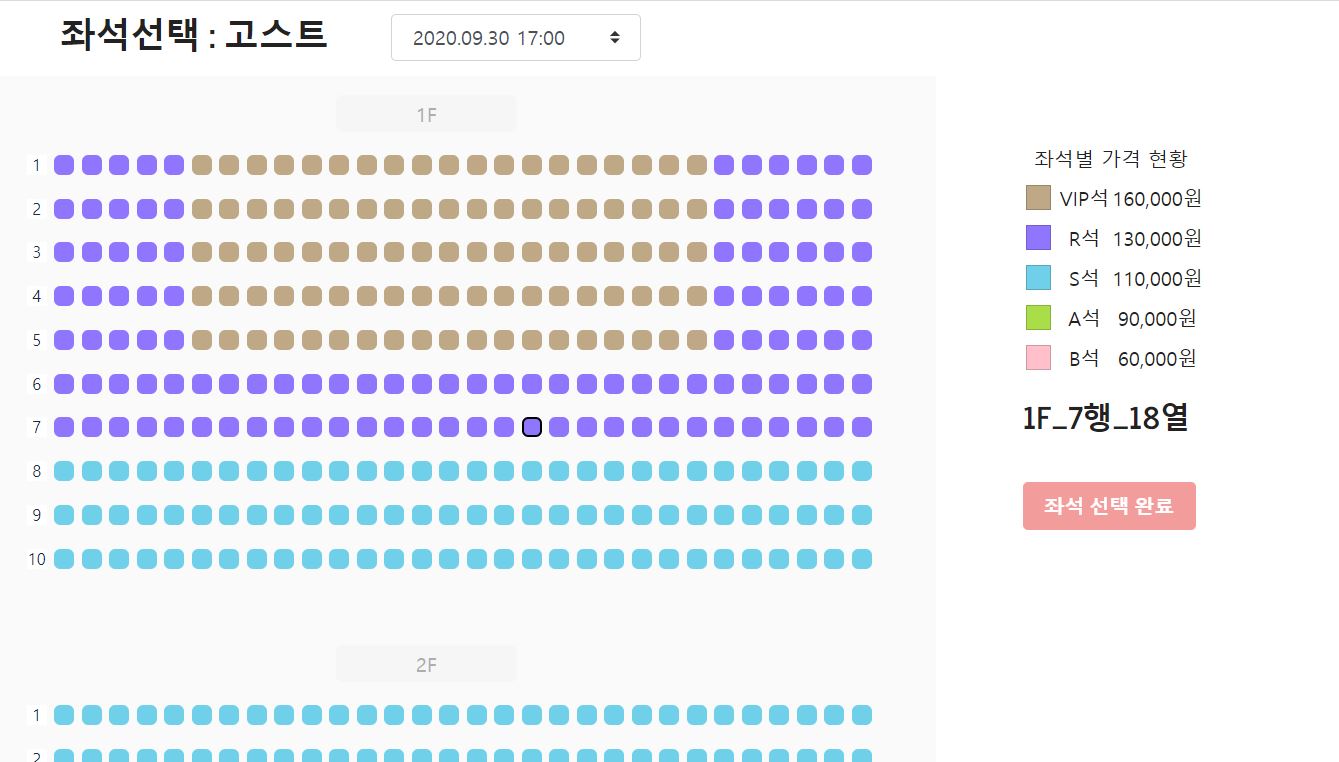 좌석선택 : 고스트
2020.09.30 17:00
1F
1
2
3
4
5
6
7
8
9
10
2F
1
2
좌석별 가격 현황
VIP석 160,000원
R석 130,000원
S석 110,000원
A석 90,000원
B석 60,000원
1F_7행_18열
좌석 선택 완료